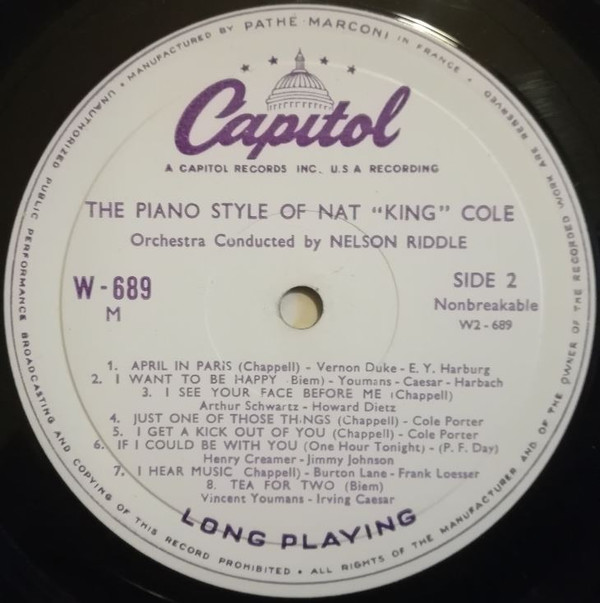 • MANUFACTURED BY PATHÉ MARCONI IN FRANCE •
Capitol
A CAPITOL RECORDS INC. U.S A RECORDING
THE PIANO STYLE OF NAT “KING” COLE
Orchestra Conducted by NELSON RIDDLE
W - 689
M
SIDE 2
Nonbreakable
W2 - 689
1. APRIL IN PARIS (Chappell) - Vernon Duke - E. Y. Harburg
2. I WANT TO BE HAPPY Biem) - Youmans - Caesar - Harbach
3. I SEE YOUR FACE BEFORE ME (Chappell)
Arthur Schwartz - Howard Dietz
4. JUST ONE OF THOSE THINGS (Chappell) - Cole Porter
5. I GET A KICK OUT OF YOU (Chappell) - Cole Porter
6. IF I COULD BE WITH YOU (One Hour Tonight) - (P. F. Day)
Henry Creamer - Jimmy Johnson
7. I HEAR MUSIC Chappell) - Burton Lane - Frank Loesser
8. TEA FOR TWO (Biem)
Vincent Youmans - Irving Caesar
LONG PLAYING
UNAUTHORIZED PUBLIC PERFORMANCE BROADCASTING AND COPYING OF THIS RECORD PROHIBITED • ALL RIGHTS OF THE MANUFACTURER AND OF THE OWNER OF THE RECORDED WORK ARE RESERVED